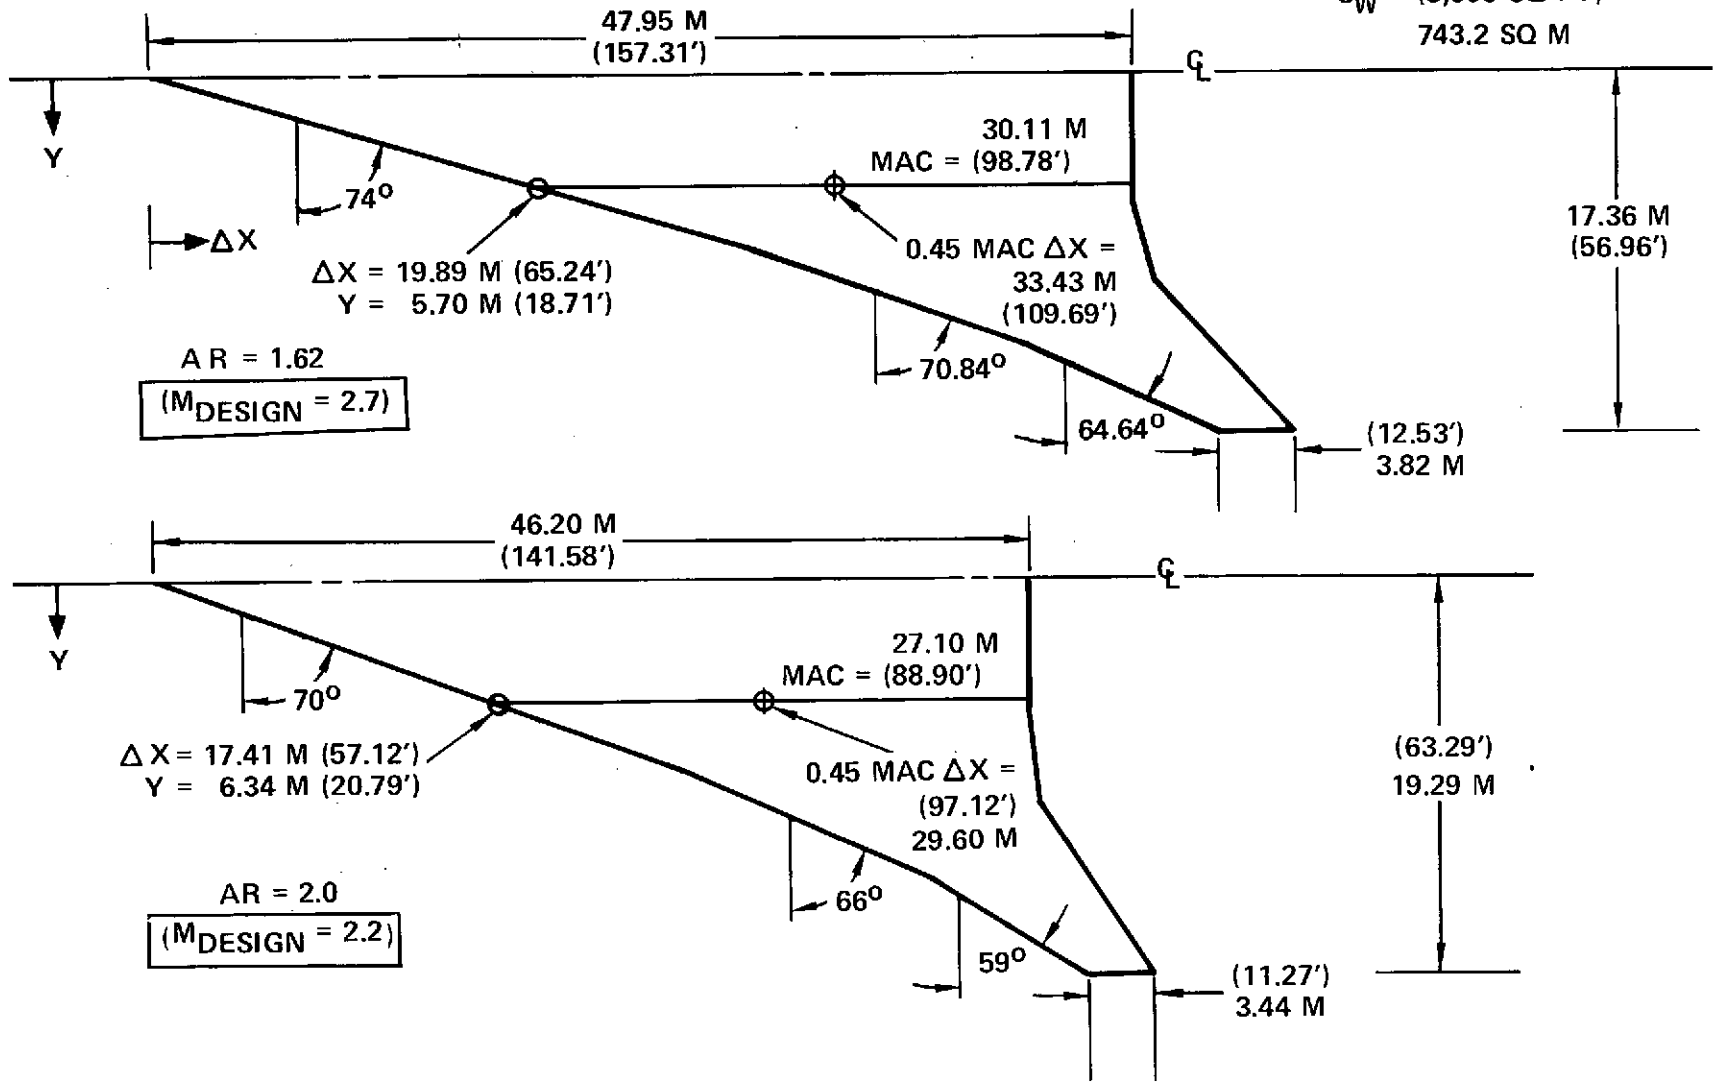 47.95 M
(157.31′)
743.2 SQ M
℄
Y
30.11 M
MAC = (98.78′)
74°
ΔX
17.36 M
(56.96′)
ΔX = 19.89 M (65.24′)
Y = 5.70 M (18.71′)
0.45 MAC ΔX =
33.43 M
(109.69′)
AR = 1.62
(MDESIGN = 2.7)
70.84°
64.64°
(12.53′)
3.82 M
46.20 M
(141.58′)
℄
Y
27.10 M
MAC = (88.90′)
70°
ΔX = 17.41 M (57.12′)
Y = 6.34 M (20.79′)
0.45 MAC ΔX =
(97.12′)
29.60 M
(63.29′)
19.29 M
AR = 2.0
(MDESIGN = 2.2)
66°
59°
(11.27′)
3.44 M